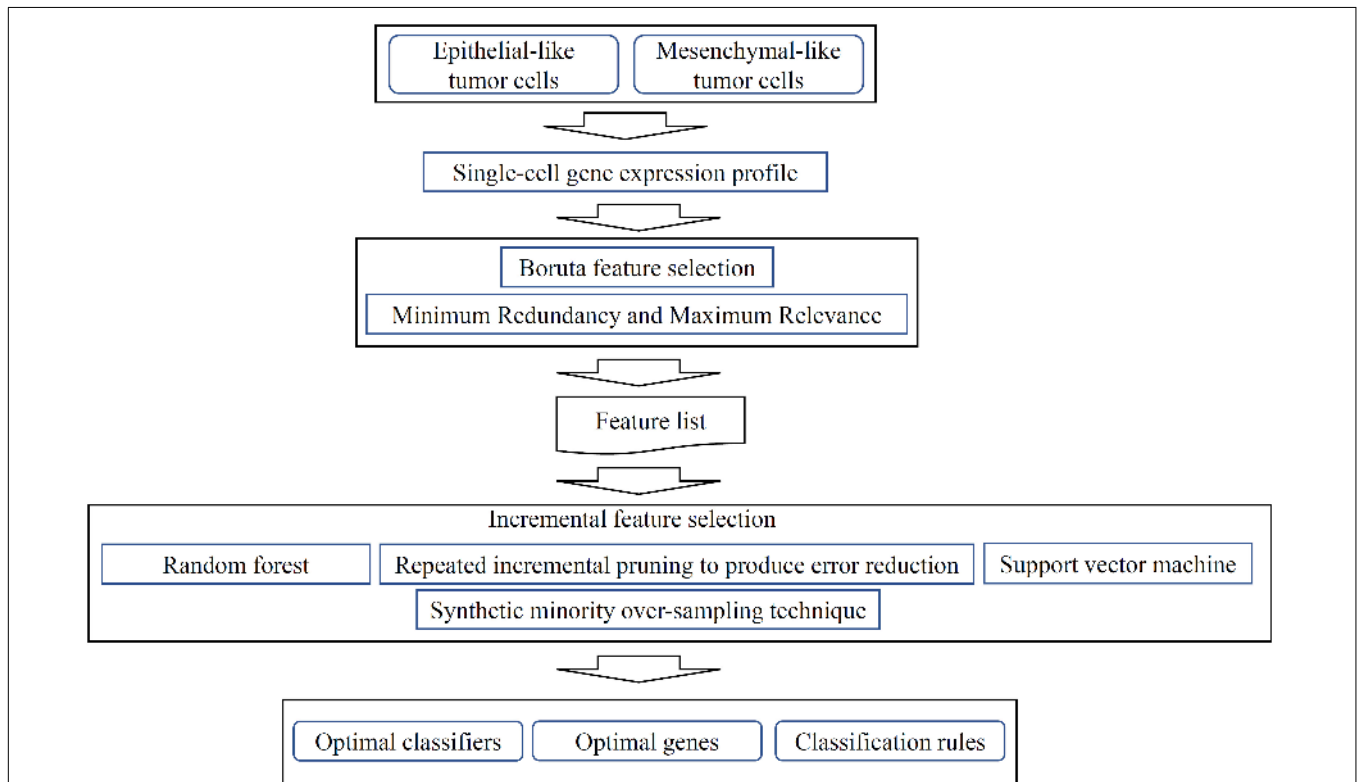 Epithelial-like
tumor cells
Mesenchymal-like
tumor cells
Single-cell gene expression profile
Boruta feature selection
Minimum Redundancy and Maximum Relevance
Feature list
Incremental feature selection
Random forest
Repeated incremental pruning to produce error reduction
Support vector machine
Synthetic minority over-sampling technique
Optimal classifiers
Optimal genes
Classification rules